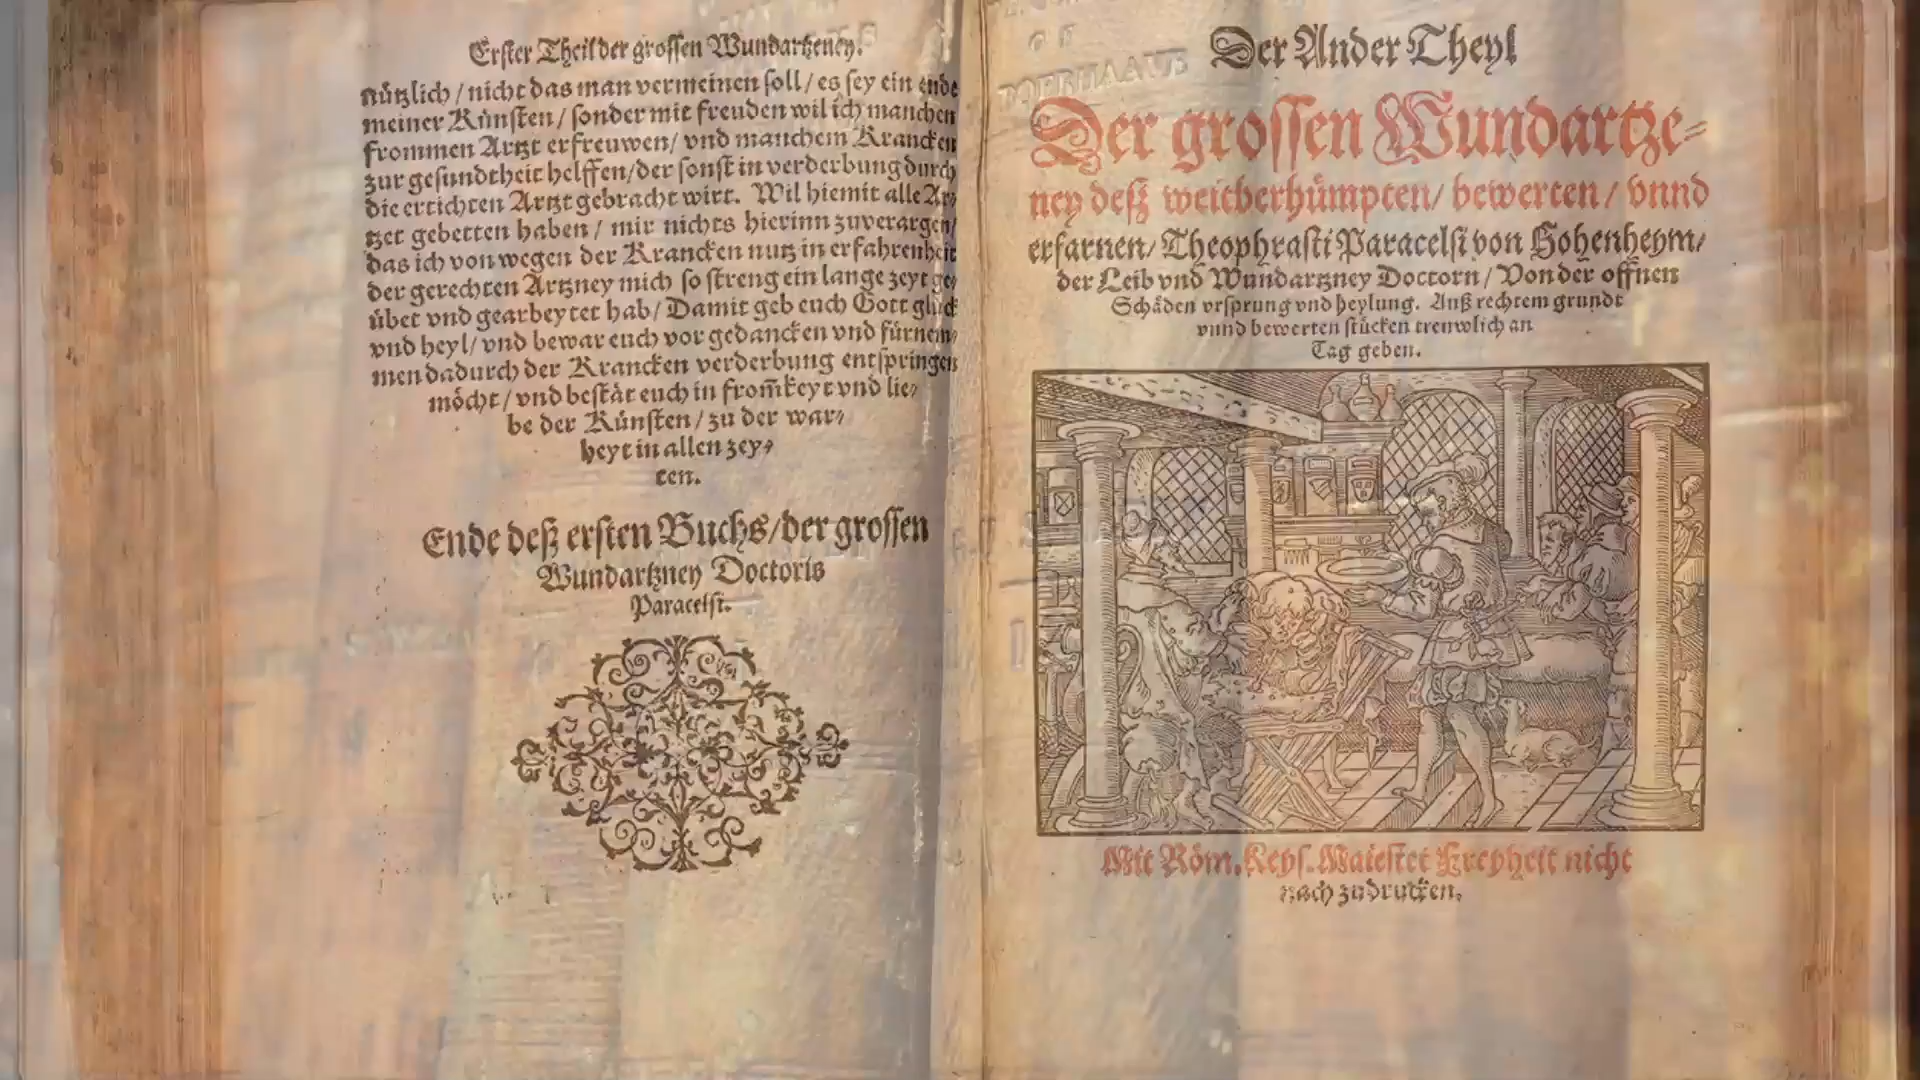 Erster Theil der grossen Wundartzeney.
nützlich / nicht das man vermeinen soll / es sey ein ende
meiner Künsten / sonder mit freuden wil ich manchen
frommen Artzt erfreuwen / vnd manchem Krancken
zur gesundtheit helffen / der sonst in verderbung durch
die ertichten Artzt gebracht wirt. Wil hiemit alle Ar⸗
tzet gebetten haben / mir nichts hierinn zuverargen /
das ich von wegen der Krancken nutz in erfahrenheit
der gerechten Artzney mich so streng ein lange zeyt ge⸗
übet vnd gearbeytet hab / Damit geb euch Gott glück
vnd heyl / vnd bewar euch vor gedancken vnd fürnem⸗
men dadurch der Krancken verderbung entspringen
möcht / vnd bestät euch in from̃keyt vnd lie⸗
be der Künsten / zu der war⸗
heyt in allen zey⸗
ten.
Ende deß ersten Buchs / der grossen
Wundartzney Doctoris
Paracelsi.
BOERHAAVE
Der Ander Theyl
Der grossen Wundartze⸗
ney deß weitberhümpten / bewerten / vnnd
erfarnen / Theophrasti Paracelsi von Hohenheym /
der Leib vnd Wundartzney Doctorn / Von der offnen
Schäden vrsprung vnd heylung. Auß rechtem grundt
vnnd bewerten stücken trewlich an
Tag geben.
Mit Röm. Keys. Maiestet Freyheit nicht
nach zudrucken.